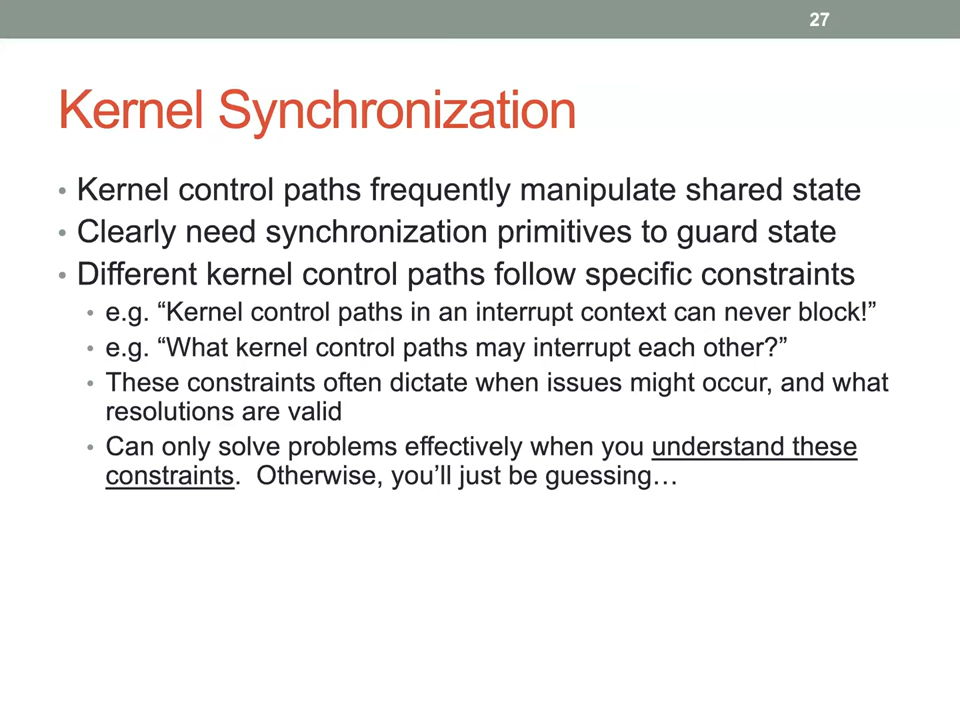 27
Kernel Synchronization
• Kernel control paths frequently manipulate shared state
• Clearly need synchronization primitives to guard state
• Different kernel control paths follow specific constraints
• e.g. “Kernel control paths in an interrupt context can never block!”
• e.g. “What kernel control paths may interrupt each other?”
• These constraints often dictate when issues might occur, and what
resolutions are valid
• Can only solve problems effectively when you understand these
constraints.  Otherwise, you’ll just be guessing…